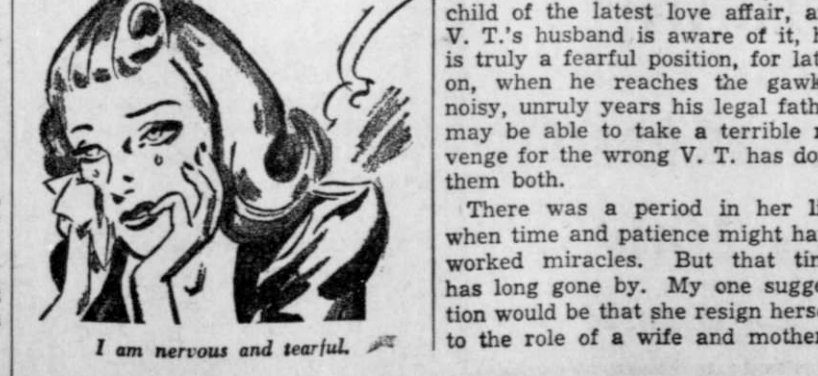 I am nervous and tearful.
child of the latest love affair, a
V. T.'s husband is aware of it, h
is truly a fearful position, for lat
on, when he reaches the gawk
noisy, unruly years his legal fath
may be able to take a terrible r
venge for the wrong V. T. has do
them both.
There was a period in her li
when time and patience might ha
worked miracles. But that tim
has long gone by. My one sugge
tion would be that she resign herse
to the role of a wife and mother